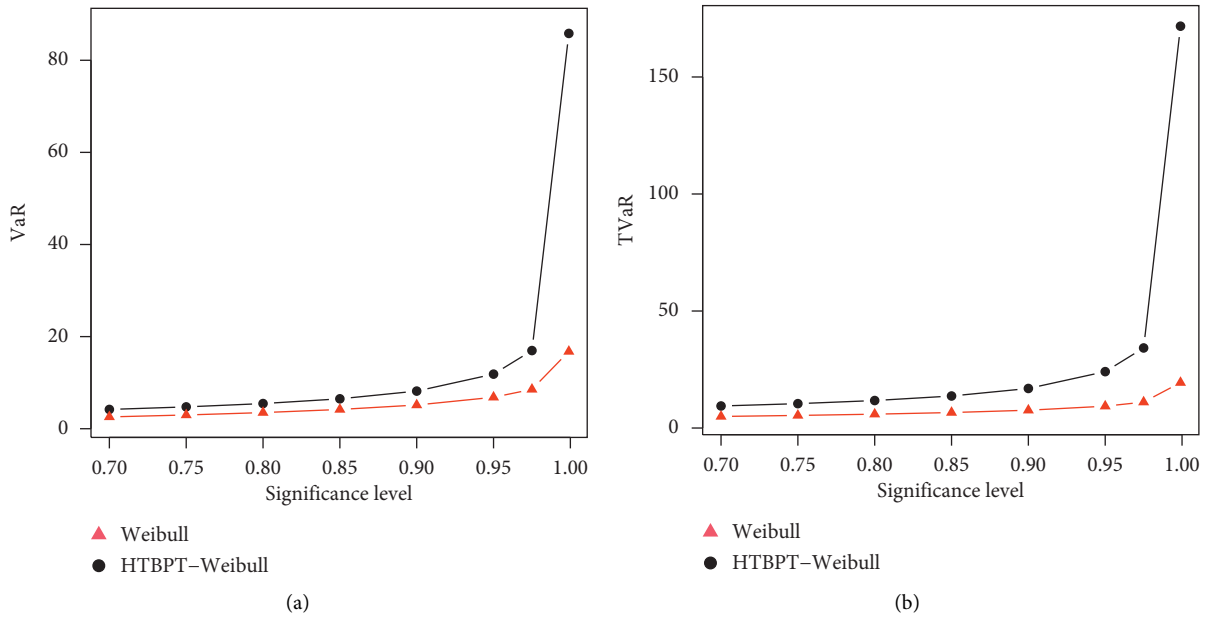 VaR
80
60
40
20
0
0.70 0.75 0.80 0.85 0.90 0.95 1.00
Significance level
Weibull
HTBPT–Weibull
(a)
TVaR
150
100
50
0
0.70 0.75 0.80 0.85 0.90 0.95 1.00
Significance level
Weibull
HTBPT–Weibull
(b)